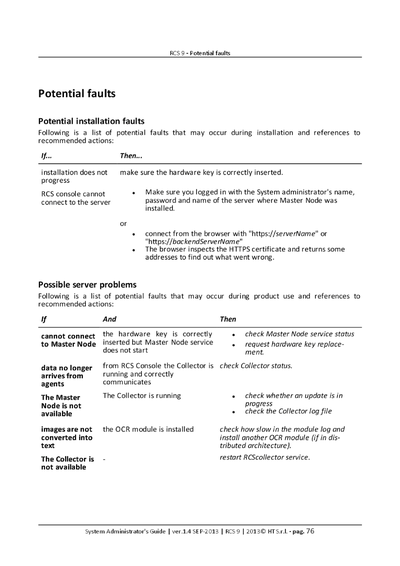 RCS 9 - Potential faults
Potential faults
Potential installation faults
Following is a list of potential faults that may occur during installation and references to
recommended actions:
If... Then...
installation does not progress make sure the hardware key is correctly inserted.
RCS console cannot
connect to the server
• Make sure you logged in with the System administrator's name,
password and name of the server where Master Node was
installed.
or
• connect from the browser with "https://serverName" or
"https://backendServerName"
• The browser inspects the HTTPS certificate and returns some
addresses to find out what went wrong.
Possible server problems
Following is a list of potential faults that may occur during product use and references to
recommended actions:
If And Then
cannot connect
to Master Node
the hardware key is correctly
inserted but Master Node service
does not start
• check Master Node service status
• request hardware key replace-
ment.
data no longer
arrives from
agents
from RCS Console the Collector is
running and correctly
communicates
check Collector status.
The Master
Node is not
available
The Collector is running
• check whether an update is in
progress
• check the Collector log file
images are not
converted into
text
the OCR module is installed
check how slow in the module log and
install another OCR module (if in dis-
tributed architecture).
The Collector is
not available
-
restart RCScollector service.
System Administrator's Guide | ver.1.4 SEP-2013 | RCS 9 | 2013© HT S.r.l. - pag. 76